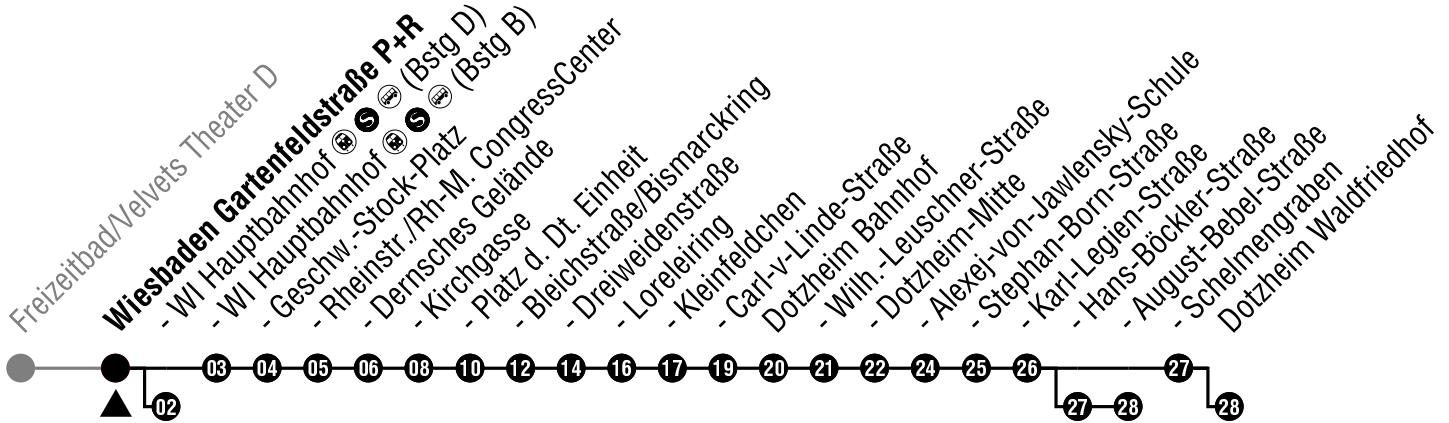 Freizeitbad/Velvets Theater D
Wiesbaden Gartenfeldstraße P+R
- WI Hauptbahnhof S (Bstg D)
- WI Hauptbahnhof S (Bstg B)
- Geschw.-Stock-Platz
- Rheinstr./Rh-M. CongressCenter
- Dernsches Gelände
- Kirchgasse
- Platz d. Dt. Einheit
- Bleichstraße/Bismarckring
- Dreiweidenstraße
- Loreleiring
- Kleinfeldchen
- Carl-v-Linde-Straße
Dotzheim Bahnhof
- Wilh.-Leuschner-Straße
- Dotzheim-Mitte
- Alexej-von-Jawlensky-Schule
- Stephan-Born-Straße
- Karl-Legien-Straße
- Hans-Böckler-Straße
- August-Bebel-Straße
- Schelmengraben
Dotzheim Waldfriedhof
03 04 05 06 08 10 12 14 16 17 19 20 21 22 24 25 26 27
02 27 28 28